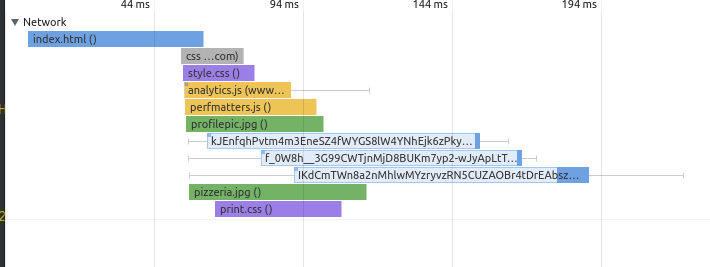 44 ms 94 ms 144 ms 194 ms
▼ Network
index.html ()
css ...com)
style.css ()
analytics.js (www...
perfmatters.js ()
profilepic.jpg ()
kJEnfqhPvtm4m3EneSZ4fWYGS8lW4YNhEjk6zPky...
f_0W8h__3G99CWTjnMjD8BUKm7yp2-wJyApLtT...
IKdCmTWn8a2nMhlwMYzryvzRN5CUZAOBr4tDrEAbsz...
pizzeria.jpg ()
print.css ()
2